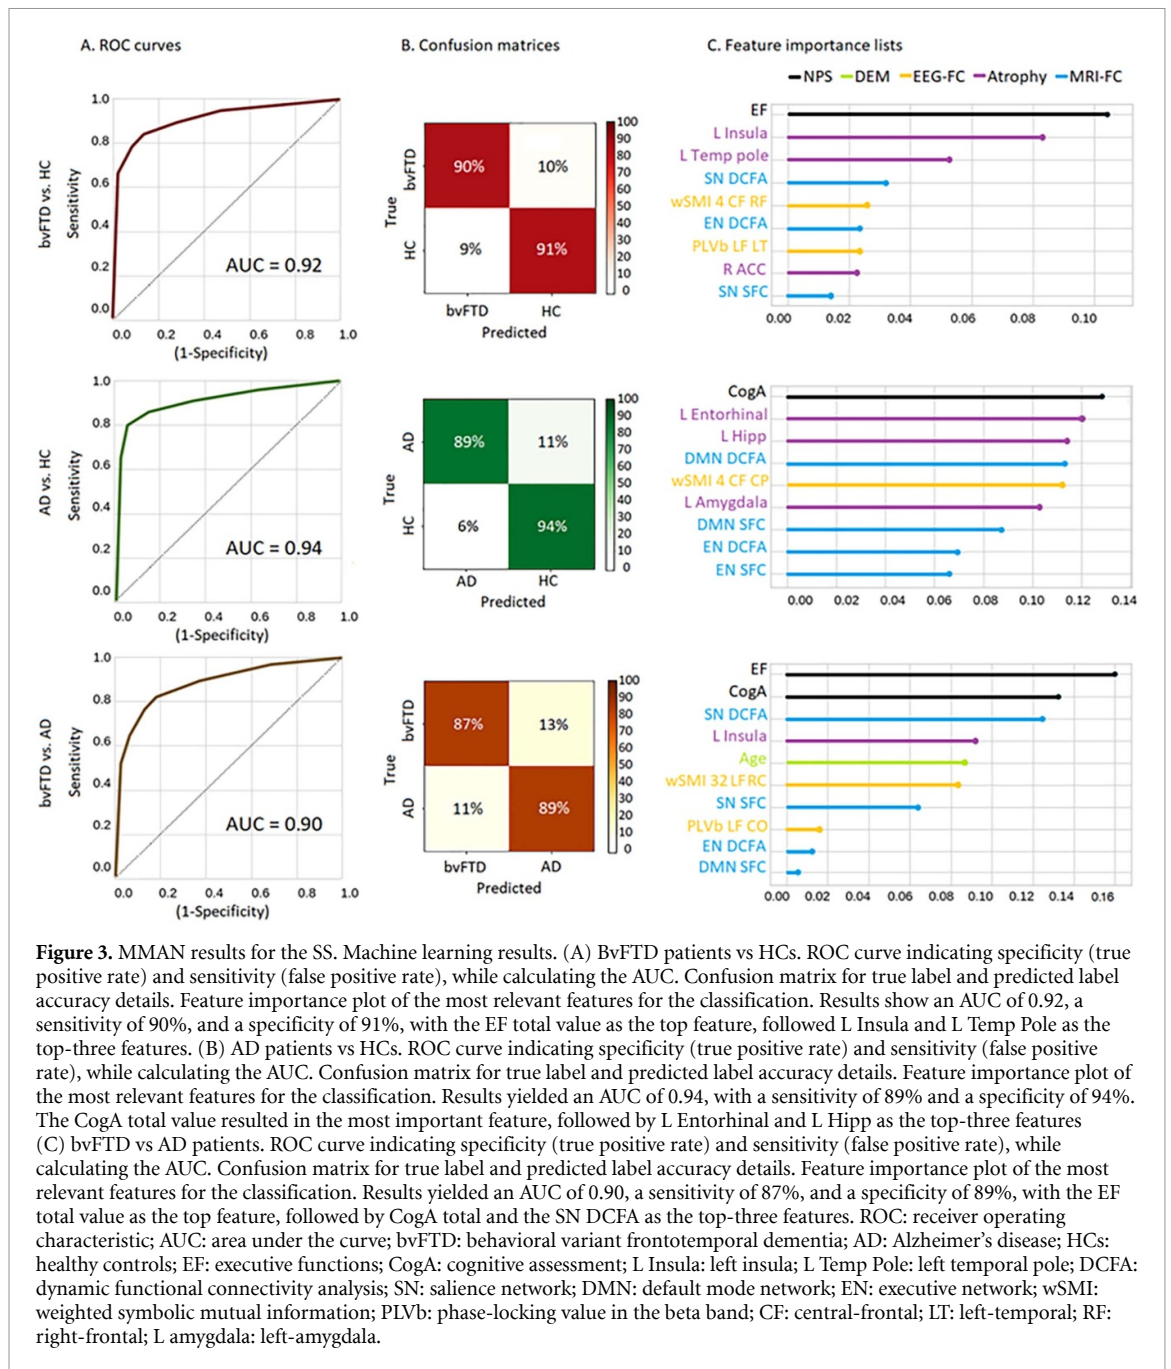 A. ROC curves
B. Confusion matrices
C. Feature importance lists
NPS DEM EEG-FC Atrophy MRI-FC
bvFTD vs. HC
Sensitivity
1.0
0.8
0.6
0.4
0.2
0.0
AUC = 0.92
0.0 0.2 0.4 0.6 0.8 1.0
(1-Specificity)
True
bvFTD
HC
90% 10%
9% 91%
bvFTD HC
Predicted
100
90
80
70
60
50
40
30
20
10
0
EF
L Insula
L Temp pole
SN DCFA
wSMI 4 CF RF
EN DCFA
PLVb LF LT
R ACC
SN SFC
0.00 0.02 0.04 0.06 0.08 0.10
AD vs. HC
Sensitivity
1.0
0.8
0.6
0.4
0.2
0.0
AUC = 0.94
0.0 0.2 0.4 0.6 0.8 1.0
(1-Specificity)
True
AD
HC
89% 11%
6% 94%
AD HC
Predicted
100
90
80
70
60
50
40
30
20
10
0
CogA
L Entorhinal
L Hipp
DMN DCFA
wSMI 4 CF CP
L Amygdala
DMN SFC
EN DCFA
EN SFC
0.00 0.02 0.04 0.06 0.08 0.10 0.12 0.14
bvFTD vs. AD
Sensitivity
1.0
0.8
0.6
0.4
0.2
0.0
AUC = 0.90
0.0 0.2 0.4 0.6 0.8 1.0
(1-Specificity)
True
bvFTD
AD
87% 13%
11% 89%
bvFTD AD
Predicted
100
90
80
70
60
50
40
30
20
10
0
EF
CogA
SN DCFA
L Insula
Age
wSMI 32 LF RC
SN SFC
PLVb LF CO
EN DCFA
DMN SFC
0.00 0.02 0.04 0.06 0.08 0.10 0.12 0.14 0.16
Figure 3. MMAN results for the SS. Machine learning results. (A) BvFTD patients vs HCs. ROC curve indicating specificity (true
positive rate) and sensitivity (false positive rate), while calculating the AUC. Confusion matrix for true label and predicted label
accuracy details. Feature importance plot of the most relevant features for the classification. Results show an AUC of 0.92, a
sensitivity of 90%, and a specificity of 91%, with the EF total value as the top feature, followed L Insula and L Temp Pole as the
top-three features. (B) AD patients vs HCs. ROC curve indicating specificity (true positive rate) and sensitivity (false positive
rate), while calculating the AUC. Confusion matrix for true label and predicted label accuracy details. Feature importance plot of
the most relevant features for the classification. Results yielded an AUC of 0.94, with a sensitivity of 89% and a specificity of 94%.
The CogA total value resulted in the most important feature, followed by L Entorhinal and L Hipp as the top-three features
(C) bvFTD vs AD patients. ROC curve indicating specificity (true positive rate) and sensitivity (false positive rate), while
calculating the AUC. Confusion matrix for true label and predicted label accuracy details. Feature importance plot of the most
relevant features for the classification. Results yielded an AUC of 0.90, a sensitivity of 87%, and a specificity of 89%, with the EF
total value as the top feature, followed by CogA total and the SN DCFA as the top-three features. ROC: receiver operating
characteristic; AUC: area under the curve; bvFTD: behavioral variant frontotemporal dementia; AD: Alzheimer’s disease; HCs:
healthy controls; EF: executive functions; CogA: cognitive assessment; L Insula: left insula; L Temp Pole: left temporal pole; DCFA:
dynamic functional connectivity analysis; SN: salience network; DMN: default mode network; EN: executive network; wSMI:
weighted symbolic mutual information; PLVb: phase-locking value in the beta band; CF: central-frontal; LT: left-temporal; RF:
right-frontal; L amygdala: left-amygdala.